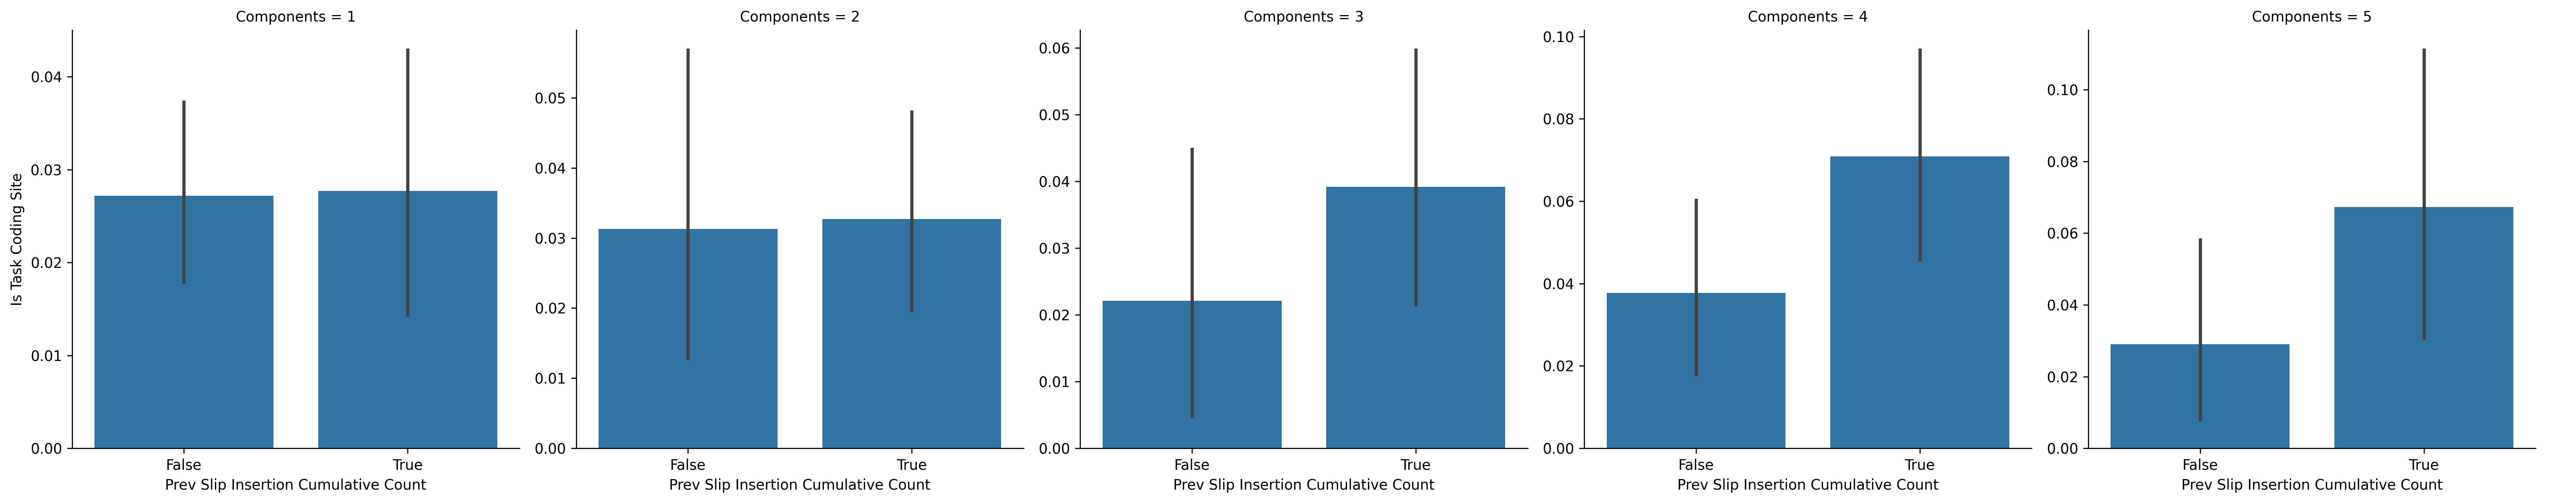 Components = 1
Is Task Coding Site
0.04
0.03
0.02
0.01
0.00
False
True
Prev Slip Insertion Cumulative Count
Components = 2
0.05
0.04
0.03
0.02
0.01
0.00
False
True
Prev Slip Insertion Cumulative Count
Components = 3
0.06
0.05
0.04
0.03
0.02
0.01
0.00
False
True
Prev Slip Insertion Cumulative Count
Components = 4
0.10
0.08
0.06
0.04
0.02
0.00
False
True
Prev Slip Insertion Cumulative Count
Components = 5
0.10
0.08
0.06
0.04
0.02
0.00
False
True
Prev Slip Insertion Cumulative Count